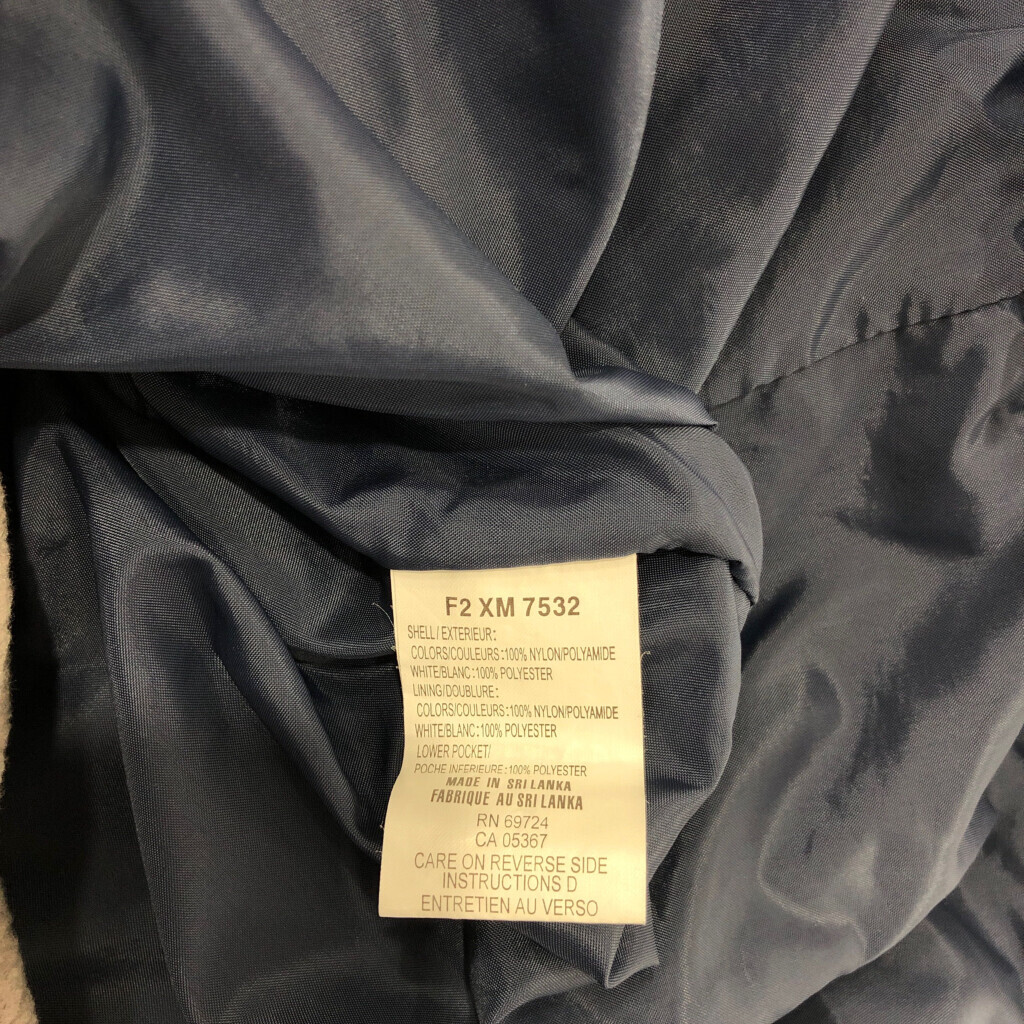 F2 XM 7532
SHELL/EXTERIEUR:
COLORS/COULEURS:100% NYLON/POLYAMIDE
WHITE/BLANC:100% POLYESTER
LINING/DOUBLURE:
COLORS/COULEURS:100% NYLON/POLYAMIDE
WHITE/BLANC:100% POLYESTER
LOWER POCKET/
POCHE INFERIEURE:100% POLYESTER
MADE IN SRI LANKA
FABRIQUE AU SRI LANKA
RN 69724
CA 05367
CARE ON REVERSE SIDE
INSTRUCTIONS D
ENTRETIEN AU VERSO